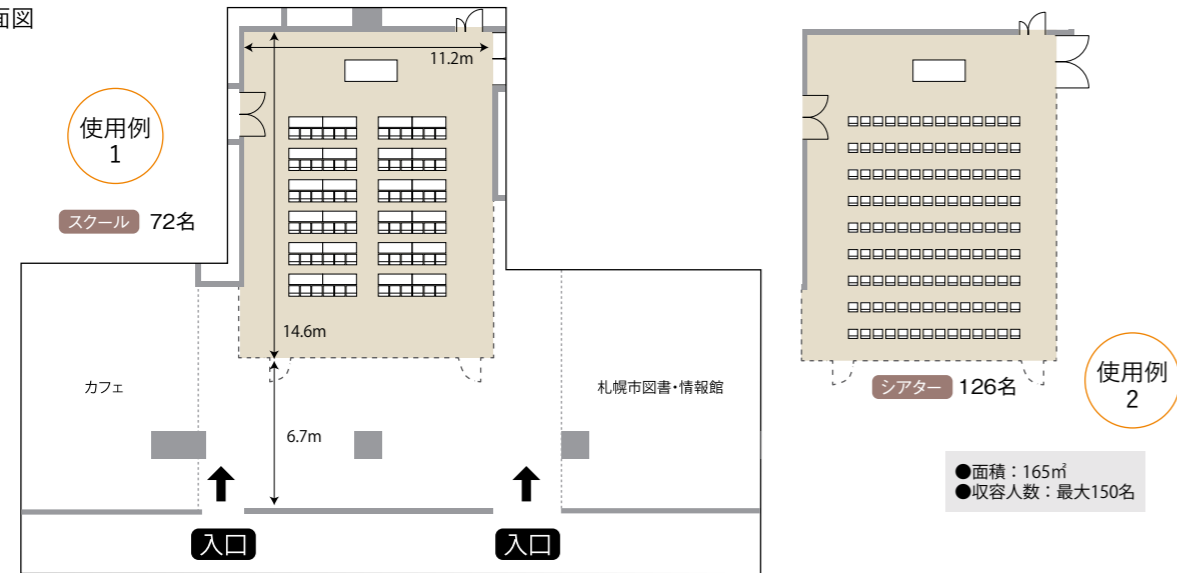 面図
11.2m
使用例
1
スクール 72名
14.6m
カフェ
札幌市図書・情報館
6.7m
入口
入口
シアター 126名
使用例
2
●面積：165㎡
●収容人数：最大150名